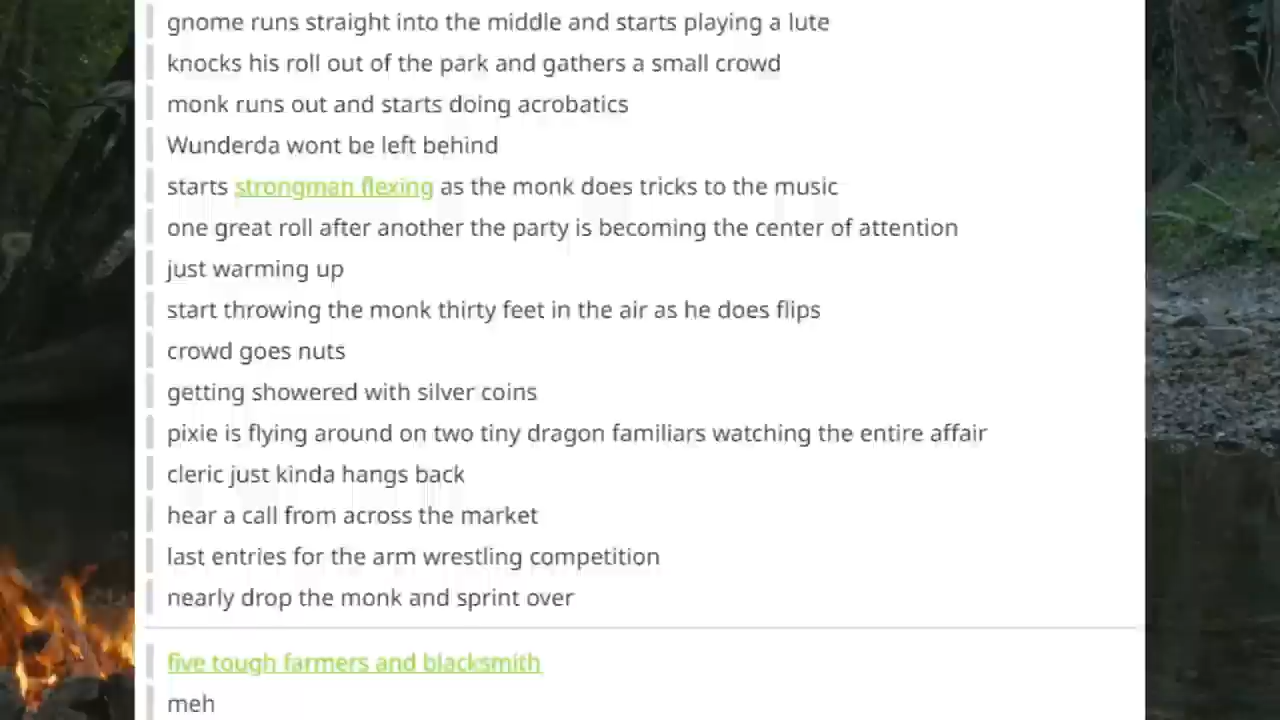 gnome runs straight into the middle and starts playing a lute
knocks his roll out of the park and gathers a small crowd
monk runs out and starts doing acrobatics
Wunderda wont be left behind
starts strongman flexing as the monk does tricks to the music
one great roll after another the party is becoming the center of attention
just warming up
start throwing the monk thirty feet in the air as he does flips
crowd goes nuts
getting showered with silver coins
pixie is flying around on two tiny dragon familiars watching the entire affair
cleric just kinda hangs back
hear a call from across the market
last entries for the arm wrestling competition
nearly drop the monk and sprint over
five tough farmers and blacksmith
meh